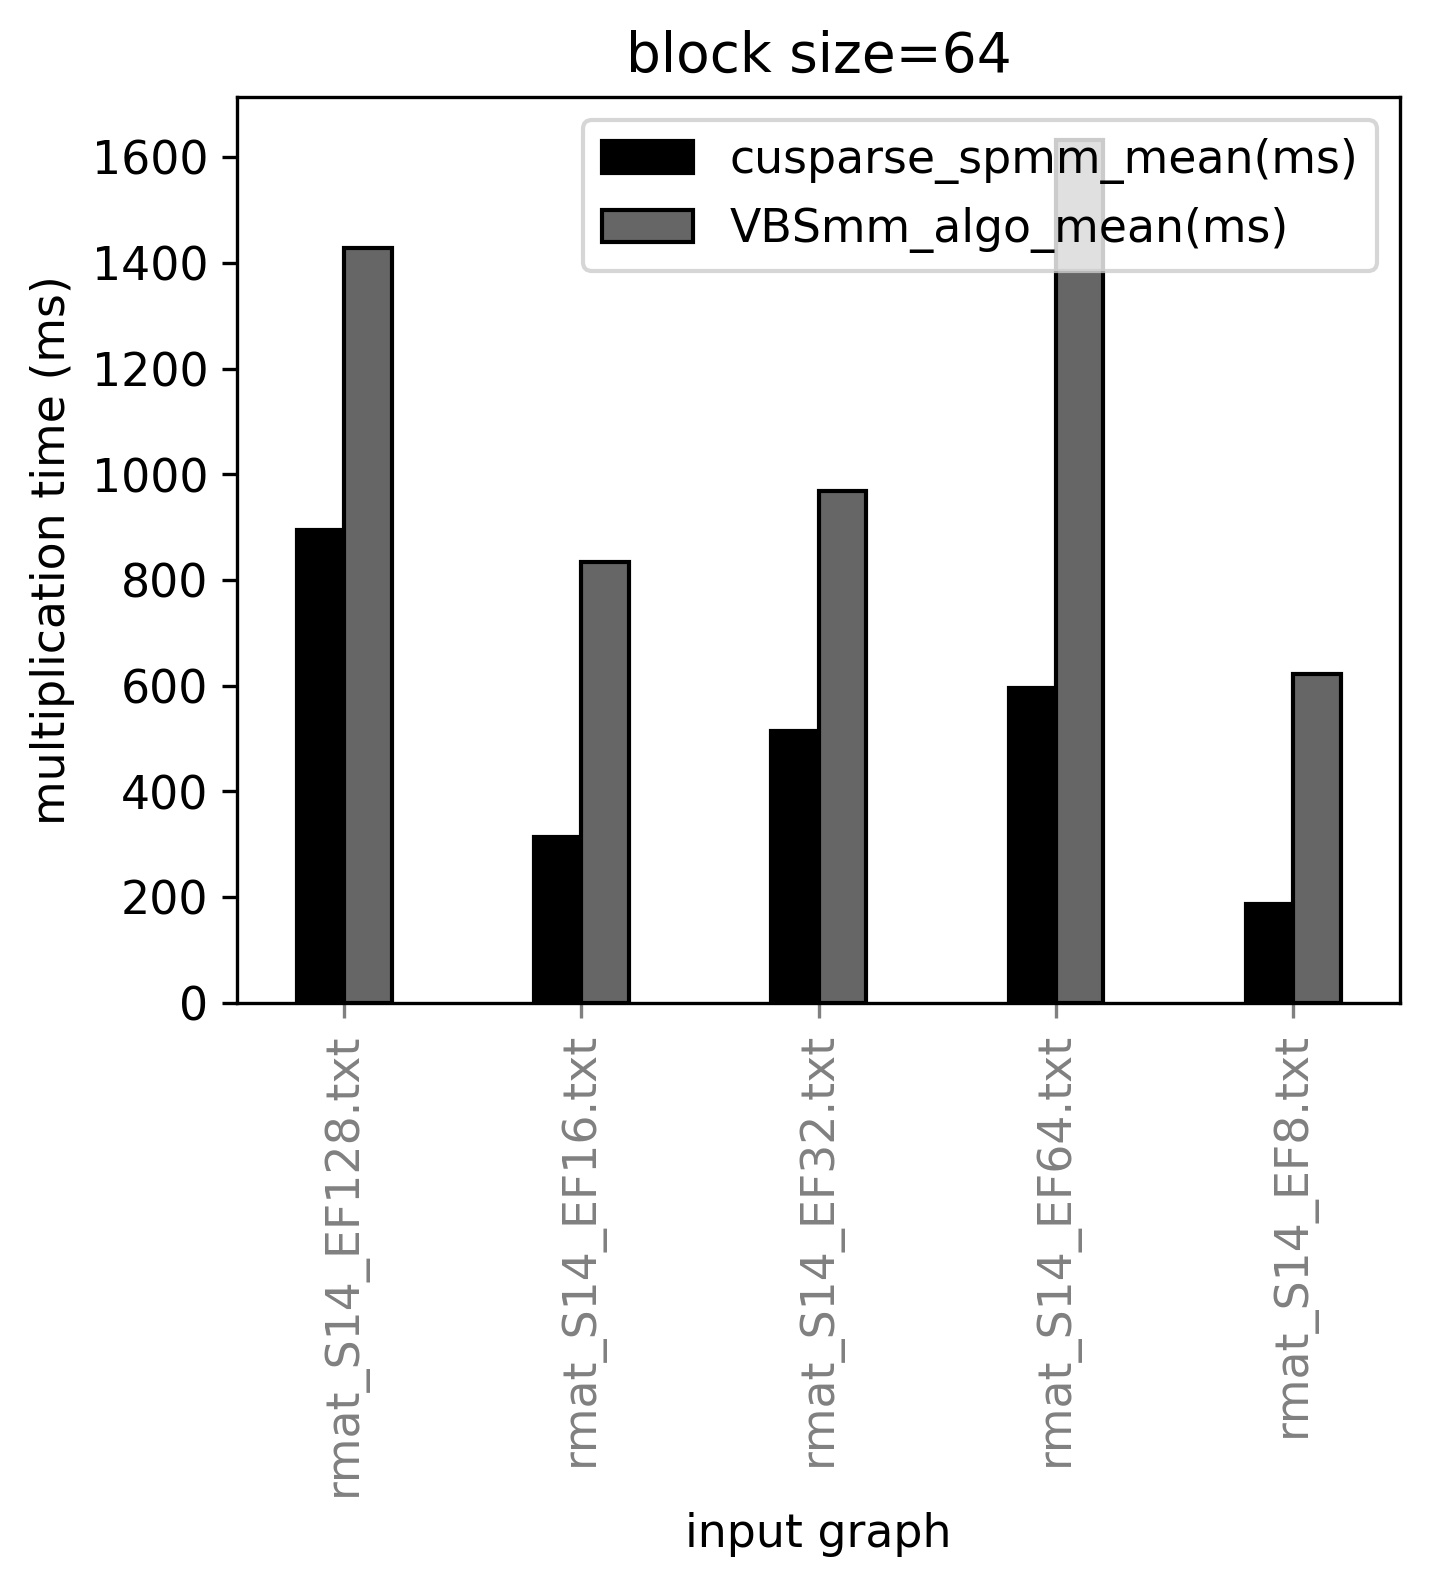 block size=64
cusparse_spmm_mean(ms)
VBSmm_algo_mean(ms)
multiplication time (ms)
1600
1400
1200
1000
800
600
400
200
0
rmat_S14_EF128.txt
rmat_S14_EF16.txt
rmat_S14_EF32.txt
rmat_S14_EF64.txt
rmat_S14_EF8.txt
input graph